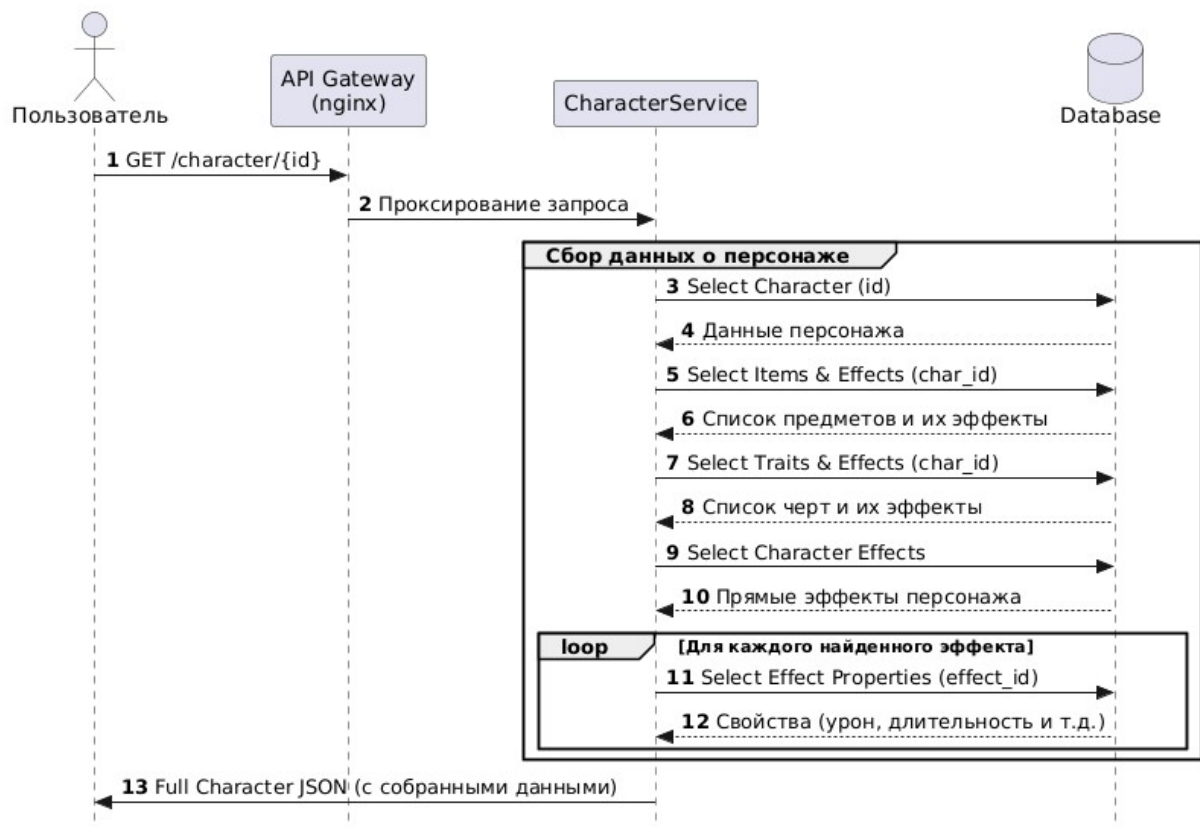 Пользователь
API Gateway
(nginx)
CharacterService
Database
1 GET /character/{id}
2 Проксирование запроса
Сбор данных о персонаже
3 Select Character (id)
4 Данные персонажа
5 Select Items & Effects (char_id)
6 Список предметов и их эффекты
7 Select Traits & Effects (char_id)
8 Список черт и их эффекты
9 Select Character Effects
10 Прямые эффекты персонажа
loop [Для каждого найденного эффекта]
11 Select Effect Properties (effect_id)
12 Свойства (урон, длительность и т.д.)
13 Full Character JSON (с собранными данными)